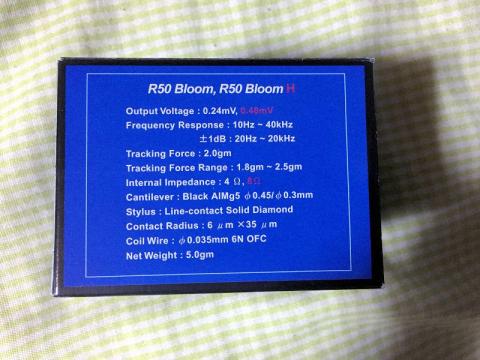 R50 Bloom, R50 Bloom H
Output Voltage : 0.24mV, 0.48mV
Frequency Response : 10Hz ~ 40kHz
±1dB : 20Hz ~ 20kHz
Tracking Force : 2.0gm
Tracking Force Range : 1.8gm ~ 2.5gm
Internal Impedance : 4 Ω, 8Ω
Cantilever : Black AlMg5 φ0.45/φ0.3mm
Stylus : Line-contact Solid Diamond
Contact Radius : 6 μm ×35 μm
Coil Wire : φ0.035mm 6N OFC
Net Weight : 5.0gm